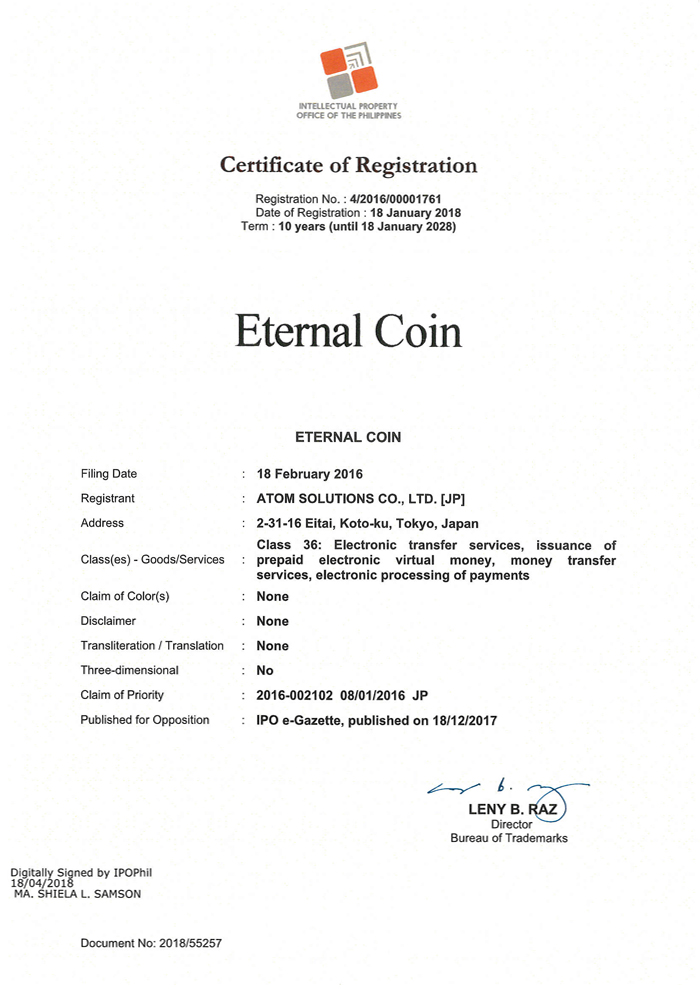 INTELLECTUAL PROPERTY
OFFICE OF THE PHILIPPINES
Certificate of Registration
Registration No. : 4/2016/00001761
Date of Registration : 18 January 2018
Term : 10 years (until 18 January 2028)
Eternal Coin
ETERNAL COIN
Filing Date : 18 February 2016
Registrant : ATOM SOLUTIONS CO., LTD. [JP]
Address : 2-31-16 Eitai, Koto-ku, Tokyo, Japan
Class(es) - Goods/Services : Class 36: Electronic transfer services, issuance of
prepaid electronic virtual money, money transfer
services, electronic processing of payments
Claim of Color(s) : None
Disclaimer : None
Transliteration / Translation : None
Three-dimensional : No
Claim of Priority : 2016-002102 08/01/2016 JP
Published for Opposition : IPO e-Gazette, published on 18/12/2017
LENY B. RAZ
Director
Bureau of Trademarks
Digitally Signed by IPOPhil
18/04/2018
MA. SHIELA L. SAMSON
Document No: 2018/55257